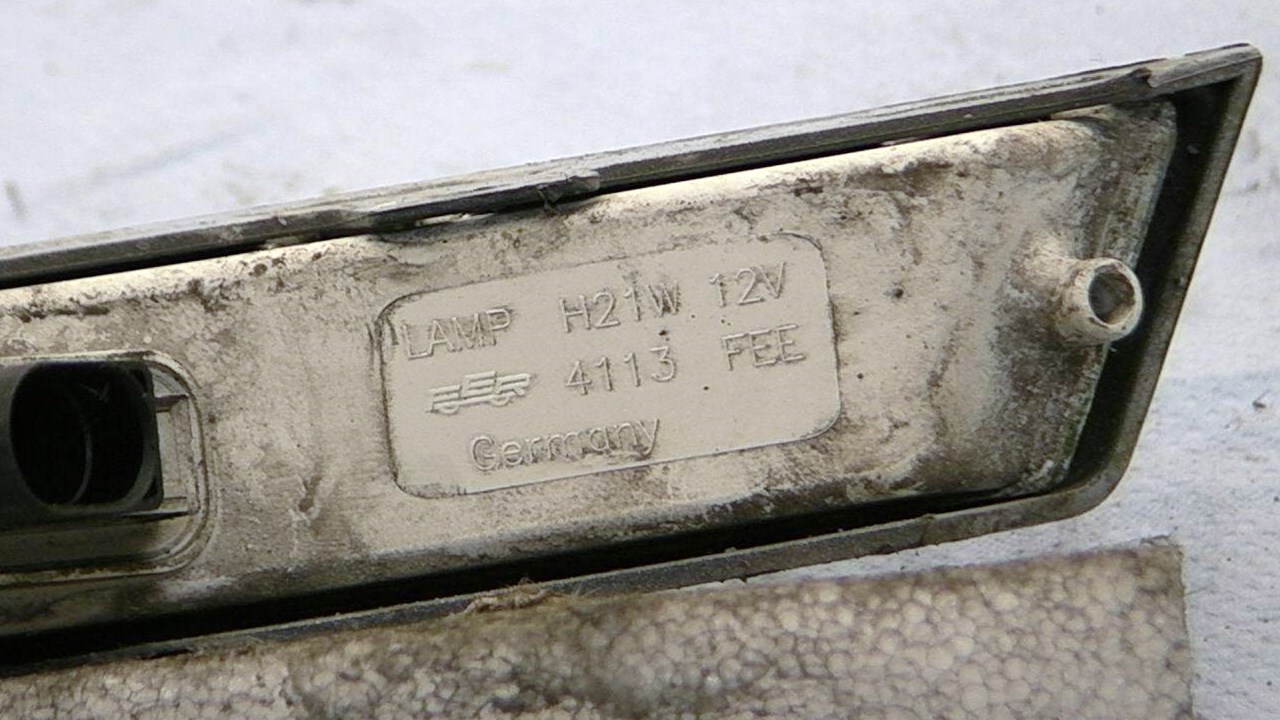 LAMP H21W 12V
4113 FEE
Germany